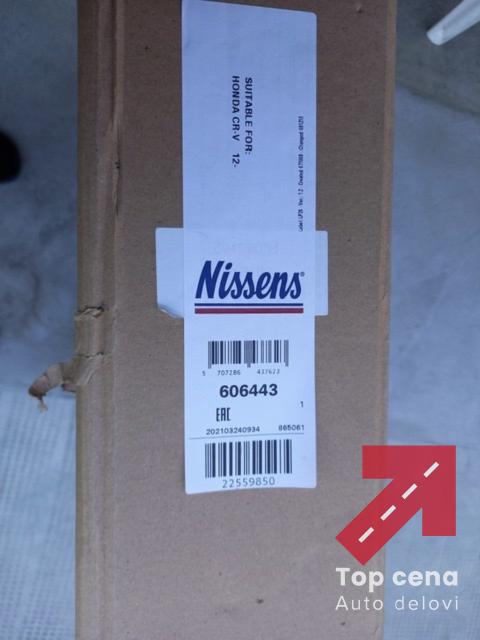 SUITABLE FOR:
HONDA CR-V 12-
Nissens®
5 707286 437623
606443
EAC
1
202103240934 865061
22559850
Top cena
Auto delovi